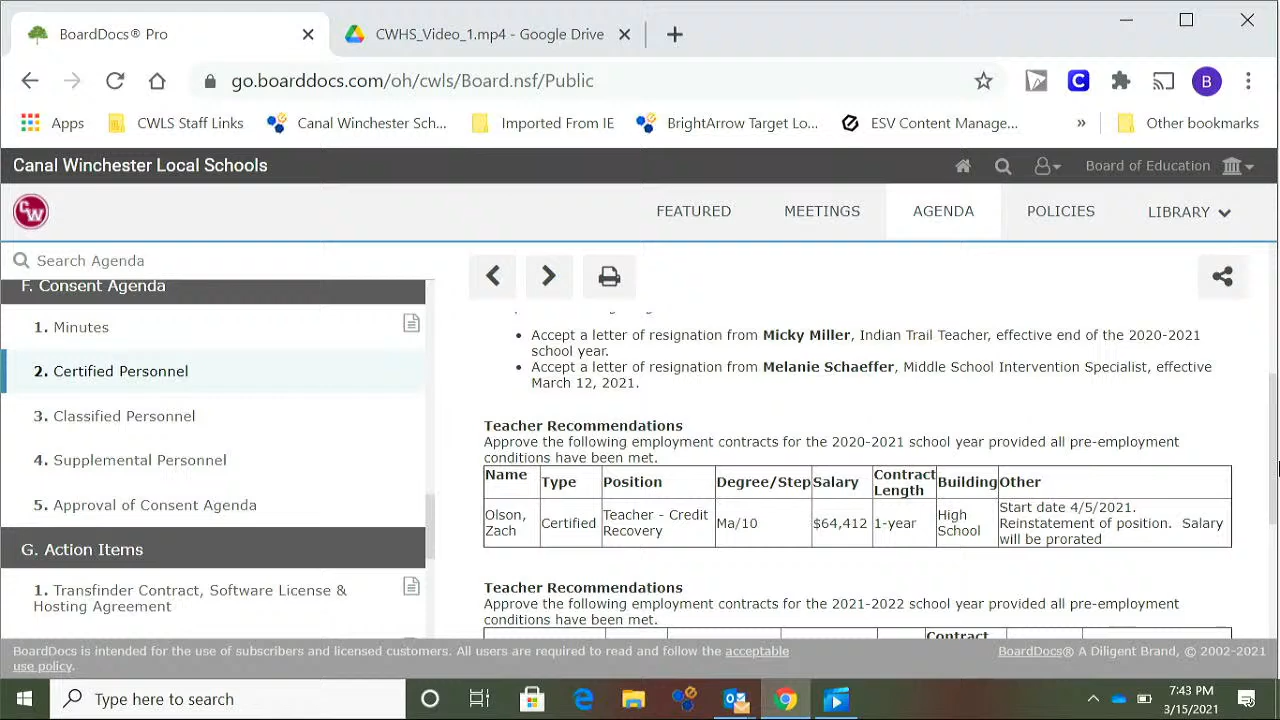 BoardDocs® Pro
CWHS_Video_1.mp4 - Google Drive
go.boarddocs.com/oh/cwls/Board.nsf/Public
C
B
Apps
CWLS Staff Links
Canal Winchester Sch...
Imported From IE
BrightArrow Target Lo...
ESV Content Manage...
»
Other bookmarks
Canal Winchester Local Schools
Board of Education
CW
FEATURED
MEETINGS
AGENDA
POLICIES
LIBRARY
Search Agenda
F. Consent Agenda
1. Minutes
2. Certified Personnel
3. Classified Personnel
4. Supplemental Personnel
5. Approval of Consent Agenda
G. Action Items
1. Transfinder Contract, Software License &
Hosting Agreement
• Accept a letter of resignation from Micky Miller, Indian Trail Teacher, effective end of the 2020-2021
school year.
• Accept a letter of resignation from Melanie Schaeffer, Middle School Intervention Specialist, effective
March 12, 2021.
Teacher Recommendations
Approve the following employment contracts for the 2020-2021 school year provided all pre-employment
conditions have been met.
Name Type Position Degree/Step Salary Contract Length Building Other
Olson, Zach Certified Teacher - Credit Recovery Ma/10 $64,412 1-year High School Start date 4/5/2021. Reinstatement of position. Salary will be prorated
Teacher Recommendations
Approve the following employment contracts for the 2021-2022 school year provided all pre-employment
conditions have been met.
Contract
BoardDocs is intended for the use of subscribers and licensed customers. All users are required to read and follow the acceptable
use policy.
BoardDocs® A Diligent Brand, © 2002-2021
Type here to search
7:43 PM
3/15/2021